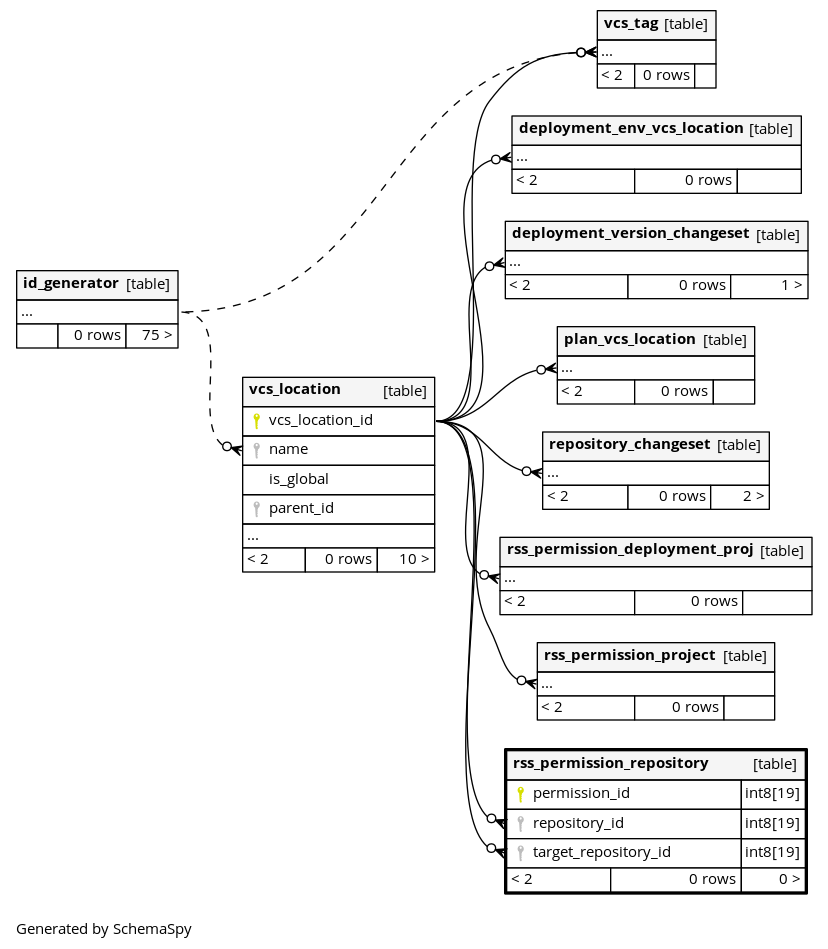 vcs_tag [table]
...
< 2 0 rows
deployment_env_vcs_location [table]
...
< 2 0 rows
deployment_version_changeset [table]
...
< 2 0 rows 1 >
id_generator [table]
...
0 rows 75 >
plan_vcs_location [table]
...
< 2 0 rows
vcs_location [table]
vcs_location_id
name
is_global
parent_id
...
< 2 0 rows 10 >
repository_changeset [table]
...
< 2 0 rows 2 >
rss_permission_deployment_proj [table]
...
< 2 0 rows
rss_permission_project [table]
...
< 2 0 rows
rss_permission_repository [table]
permission_id int8[19]
repository_id int8[19]
target_repository_id int8[19]
< 2 0 rows 0 >
Generated by SchemaSpy